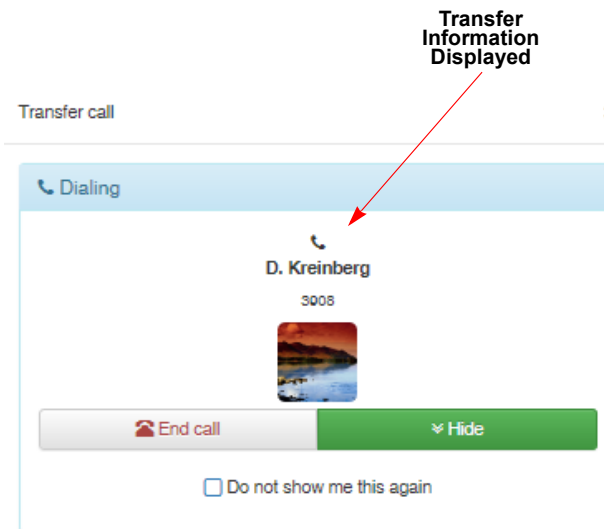 Transfer
Information
Displayed
Transfer call
Dialing
D. Kreinberg
3908
End call
Hide
Do not show me this again